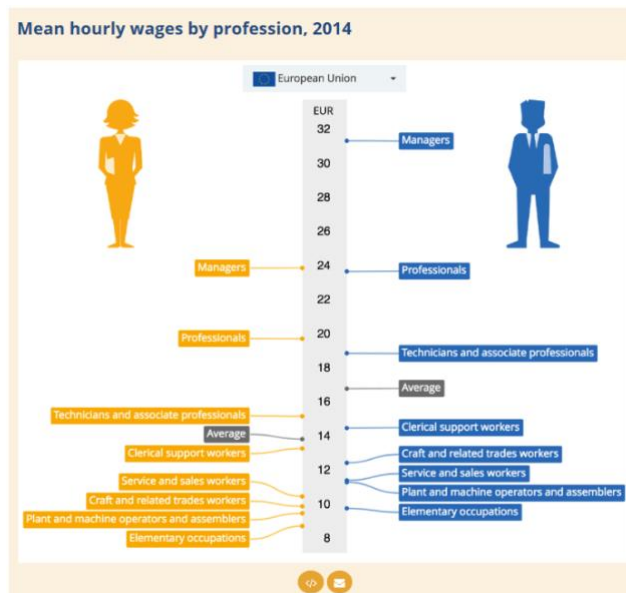 Mean hourly wages by profession, 2014
European Union
EUR
32
Managers
30
28
26
Managers
24
Professionals
22
Professionals
20
Technicians and associate professionals
18
Average
16
Technicians and associate professionals
Clerical support workers
Average
14
Clerical support workers
Craft and related trades workers
12
Service and sales workers
Service and sales workers
Plant and machine operators and assemblers
Craft and related trades workers
10
Elementary occupations
Plant and machine operators and assemblers
Elementary occupations
8